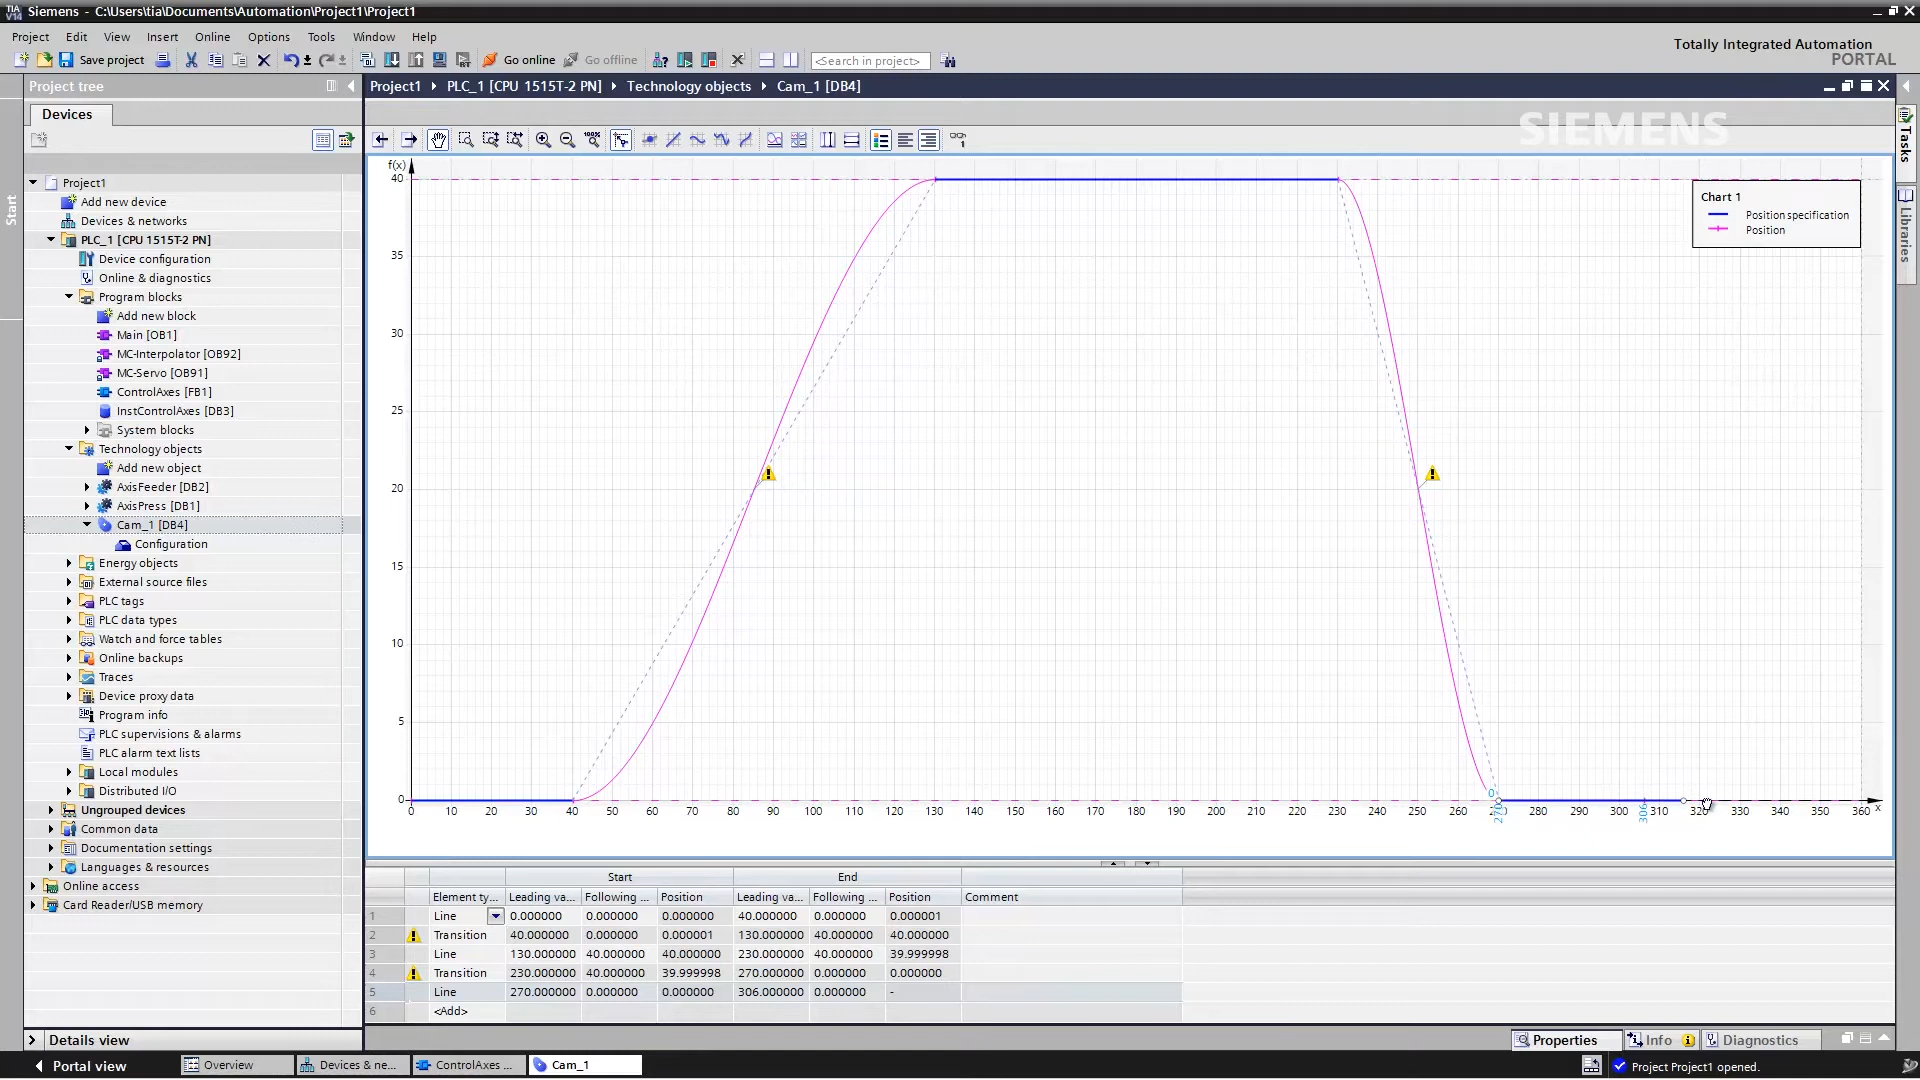 TIA V14 Siemens - C:\Users\tia\Documents\Automation\Project1\Project1
Project Edit View Insert Online Options Tools Window Help
Totally Integrated Automation
PORTAL
Save project
Go online
Go offline
<Search in project>
Project tree
Project1 PLC_1 [CPU 1515T-2 PN] Technology objects Cam_1 [DB4]
Devices
SIEMENS
Start
Tasks
Libraries
Project1
Add new device
Devices & networks
PLC_1 [CPU 1515T-2 PN]
Device configuration
Online & diagnostics
Program blocks
Add new block
Main [OB1]
MC-Interpolator [OB92]
MC-Servo [OB91]
ControlAxes [FB1]
InstControlAxes [DB3]
System blocks
Technology objects
Add new object
AxisFeeder [DB2]
AxisPress [DB1]
Cam_1 [DB4]
Configuration
Energy objects
External source files
PLC tags
PLC data types
Watch and force tables
Online backups
Traces
Device proxy data
Program info
PLC supervisions & alarms
PLC alarm text lists
Local modules
Distributed I/O
Ungrouped devices
Common data
Documentation settings
Languages & resources
Online access
Card Reader/USB memory
100%
f(x)
40
35
30
25
20
15
10
5
0
Chart 1
Position specification
Position
0
270
306
0 10 20 30 40 50 60 70 80 90 100 110 120 130 140 150 160 170 180 190 200 210 220 230 240 250 260 280 290 300 310 330 340 350 360 x
Start End
Element ty... Leading va... Following ... Position Leading va... Following ... Position Comment
1 Line 0.000000 0.000000 0.000000 40.000000 0.000000 0.000001
2 Transition 40.000000 0.000000 0.000001 130.000000 40.000000 40.000000
3 Line 130.000000 40.000000 40.000000 230.000000 40.000000 39.999998
4 Transition 230.000000 40.000000 39.999998 270.000000 0.000000 0.000000
5 Line 270.000000 0.000000 0.000000 306.000000 0.000000 -
6 <Add>
Details view
Properties Info Diagnostics
Portal view Overview Devices & ne... ControlAxes ... Cam_1
Project Project1 opened.